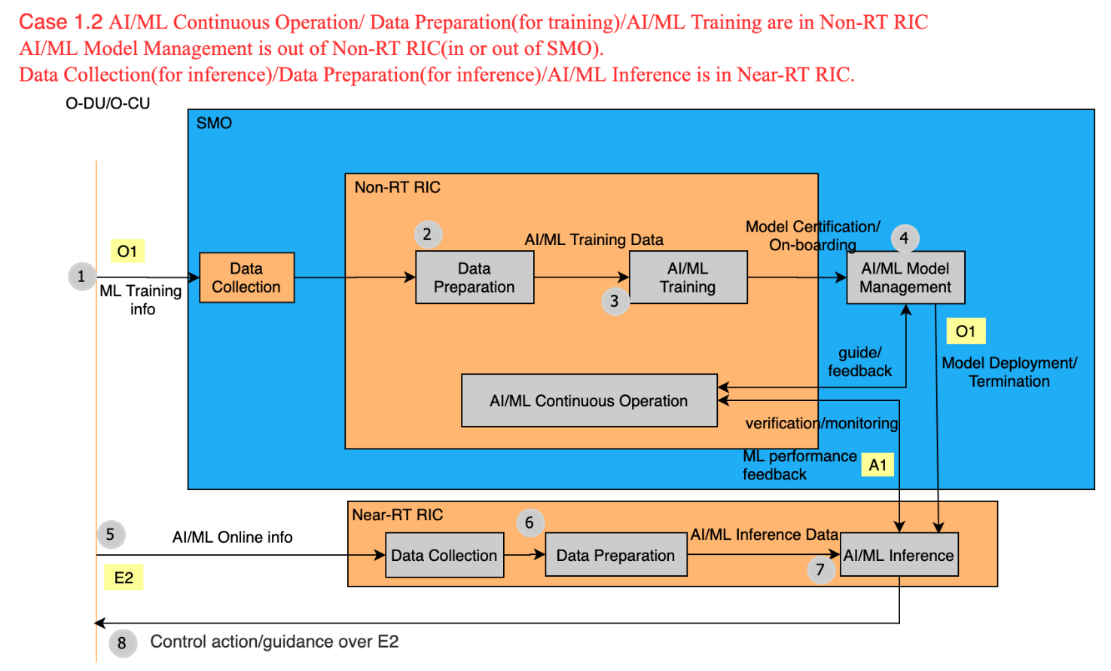 Case 1.2 AI/ML Continuous Operation/ Data Preparation(for training)/AI/ML Training are in Non-RT RIC
AI/ML Model Management is out of Non-RT RIC(in or out of SMO).
Data Collection(for inference)/Data Preparation(for inference)/AI/ML Inference is in Near-RT RIC.
O-DU/O-CU
SMO
Non-RT RIC
2
AI/ML Training Data
Model Certification/
On-boarding
4
O1
1
ML Training
info
Data
Collection
Data
Preparation
3
AI/ML
Training
AI/ML Model
Management
O1
guide/
feedback
Model Deployment/
Termination
AI/ML Continuous Operation
verification/monitoring
ML performance
feedback
A1
Near-RT RIC
5
AI/ML Online info
6
AI/ML Inference Data
Data Collection
Data Preparation
7
AI/ML Inference
E2
8
Control action/guidance over E2